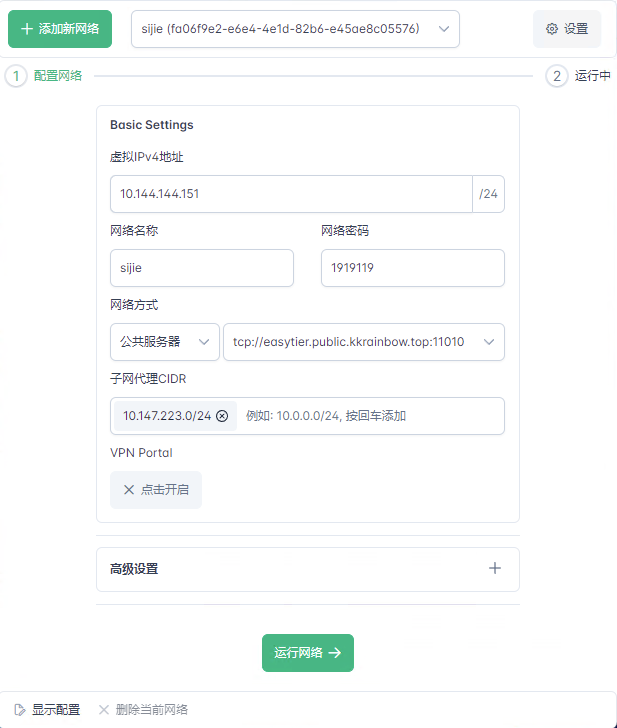 添加新网络
sijie (fa06f9e2-e6e4-4e1d-82b6-e45ae8c05576)
设置
1 配置网络
2 运行中
Basic Settings
虚拟IPv4地址
10.144.144.151 /24
网络名称 网络密码
sijie 1919119
网络方式
公共服务器 tcp://easytier.public.kkrainbow.top:11010
子网代理CIDR
10.147.223.0/24 例如: 10.0.0.0/24, 按回车添加
VPN Portal
点击开启
高级设置
运行网络
显示配置 删除当前网络